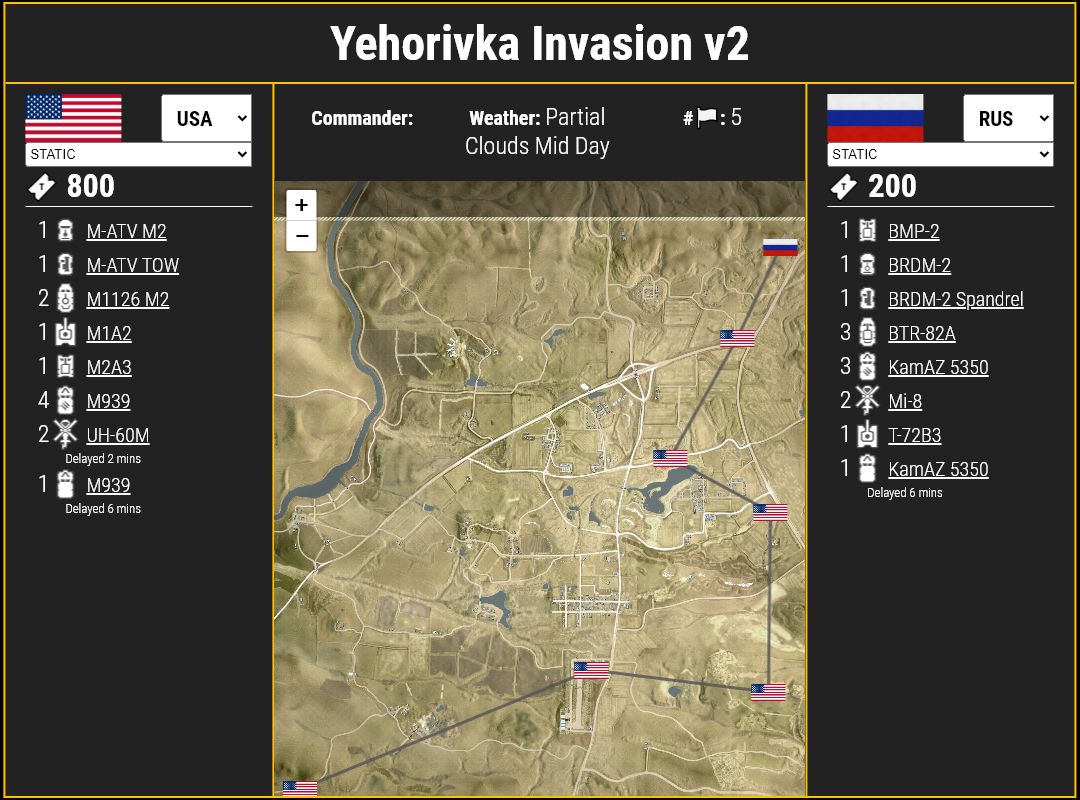 Yehorivka Invasion v2
USA
STATIC
800
1 M-ATV M2
1 M-ATV TOW
2 M1126 M2
1 M1A2
1 M2A3
4 M939
2 UH-60M
Delayed 2 mins
1 M939
Delayed 6 mins
Commander:
Weather: Partial
Clouds Mid Day
# : 5
+
−
RUS
STATIC
200
1 BMP-2
1 BRDM-2
1 BRDM-2 Spandrel
3 BTR-82A
3 KamAZ 5350
2 Mi-8
1 T-72B3
1 KamAZ 5350
Delayed 6 mins